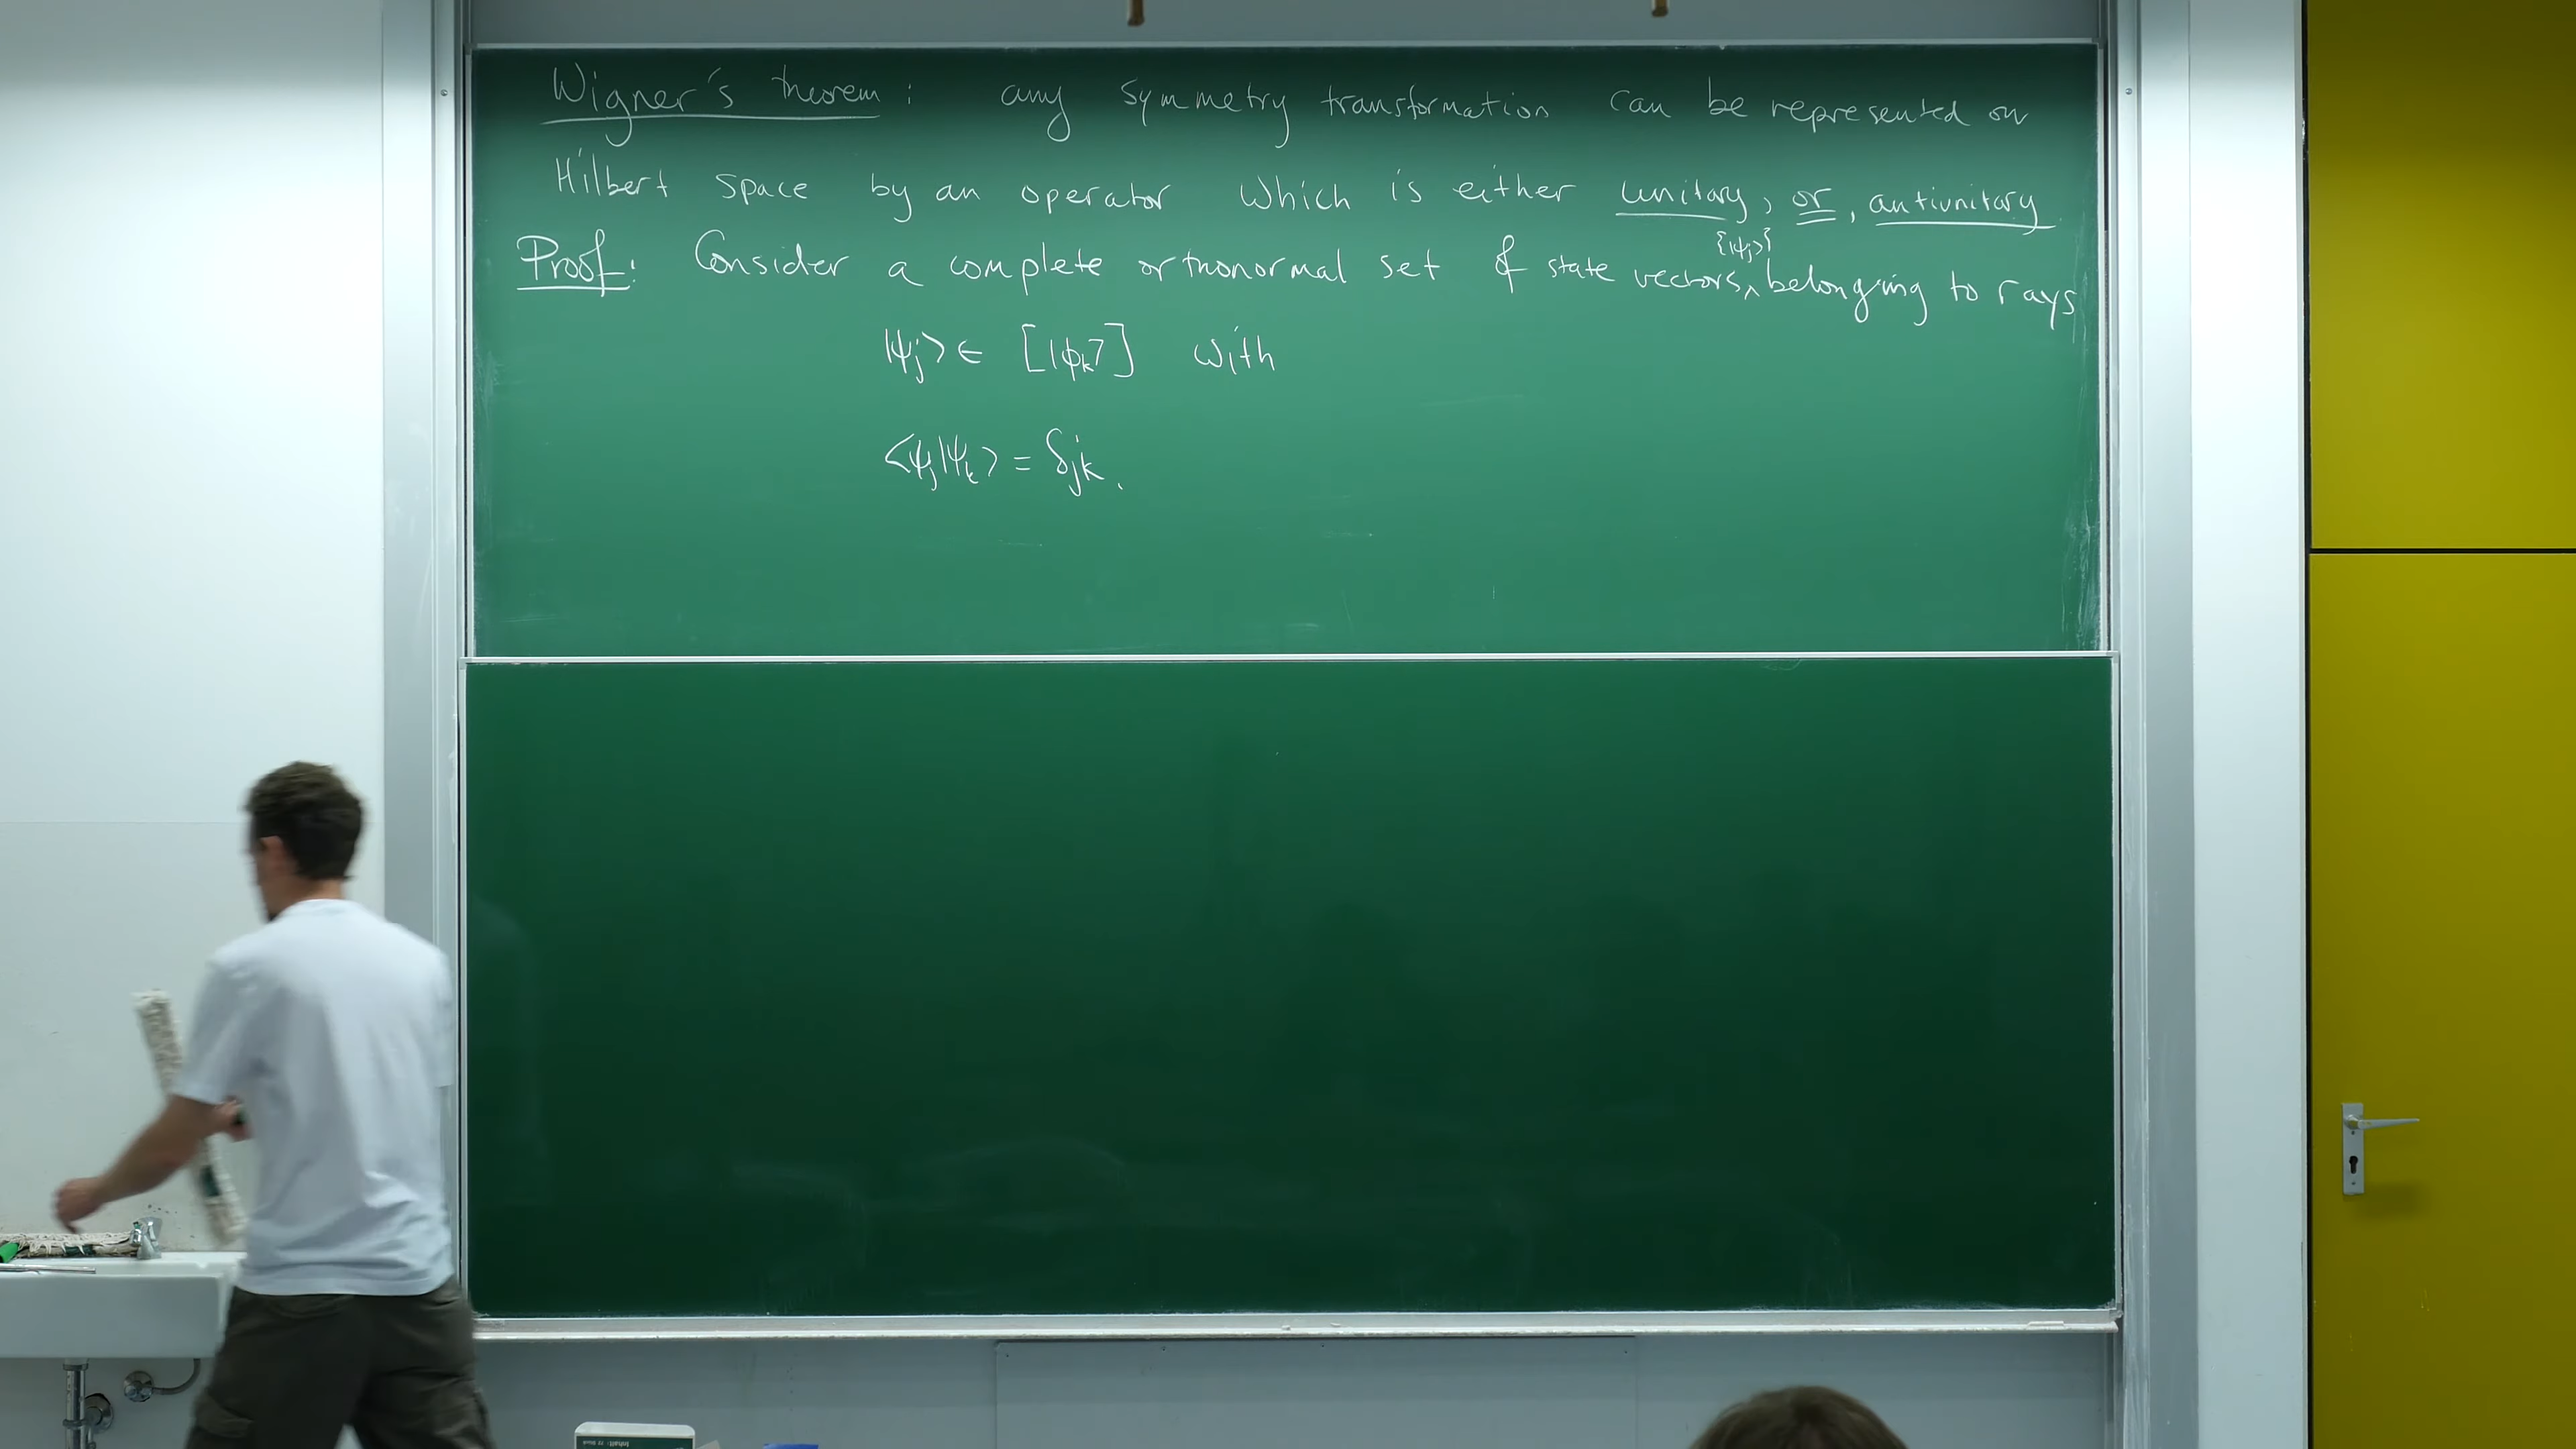 Wigner's theorem: any symmetry transformation can be represented on
Hilbert space by an operator which is either unitary, or, antiunitary
Proof: Consider a complete orthonormal set of state vectors, {|ψj>} belonging to rays
|ψj> ∈ [|ϕk>] with
<ψj|ψk> = δjk.